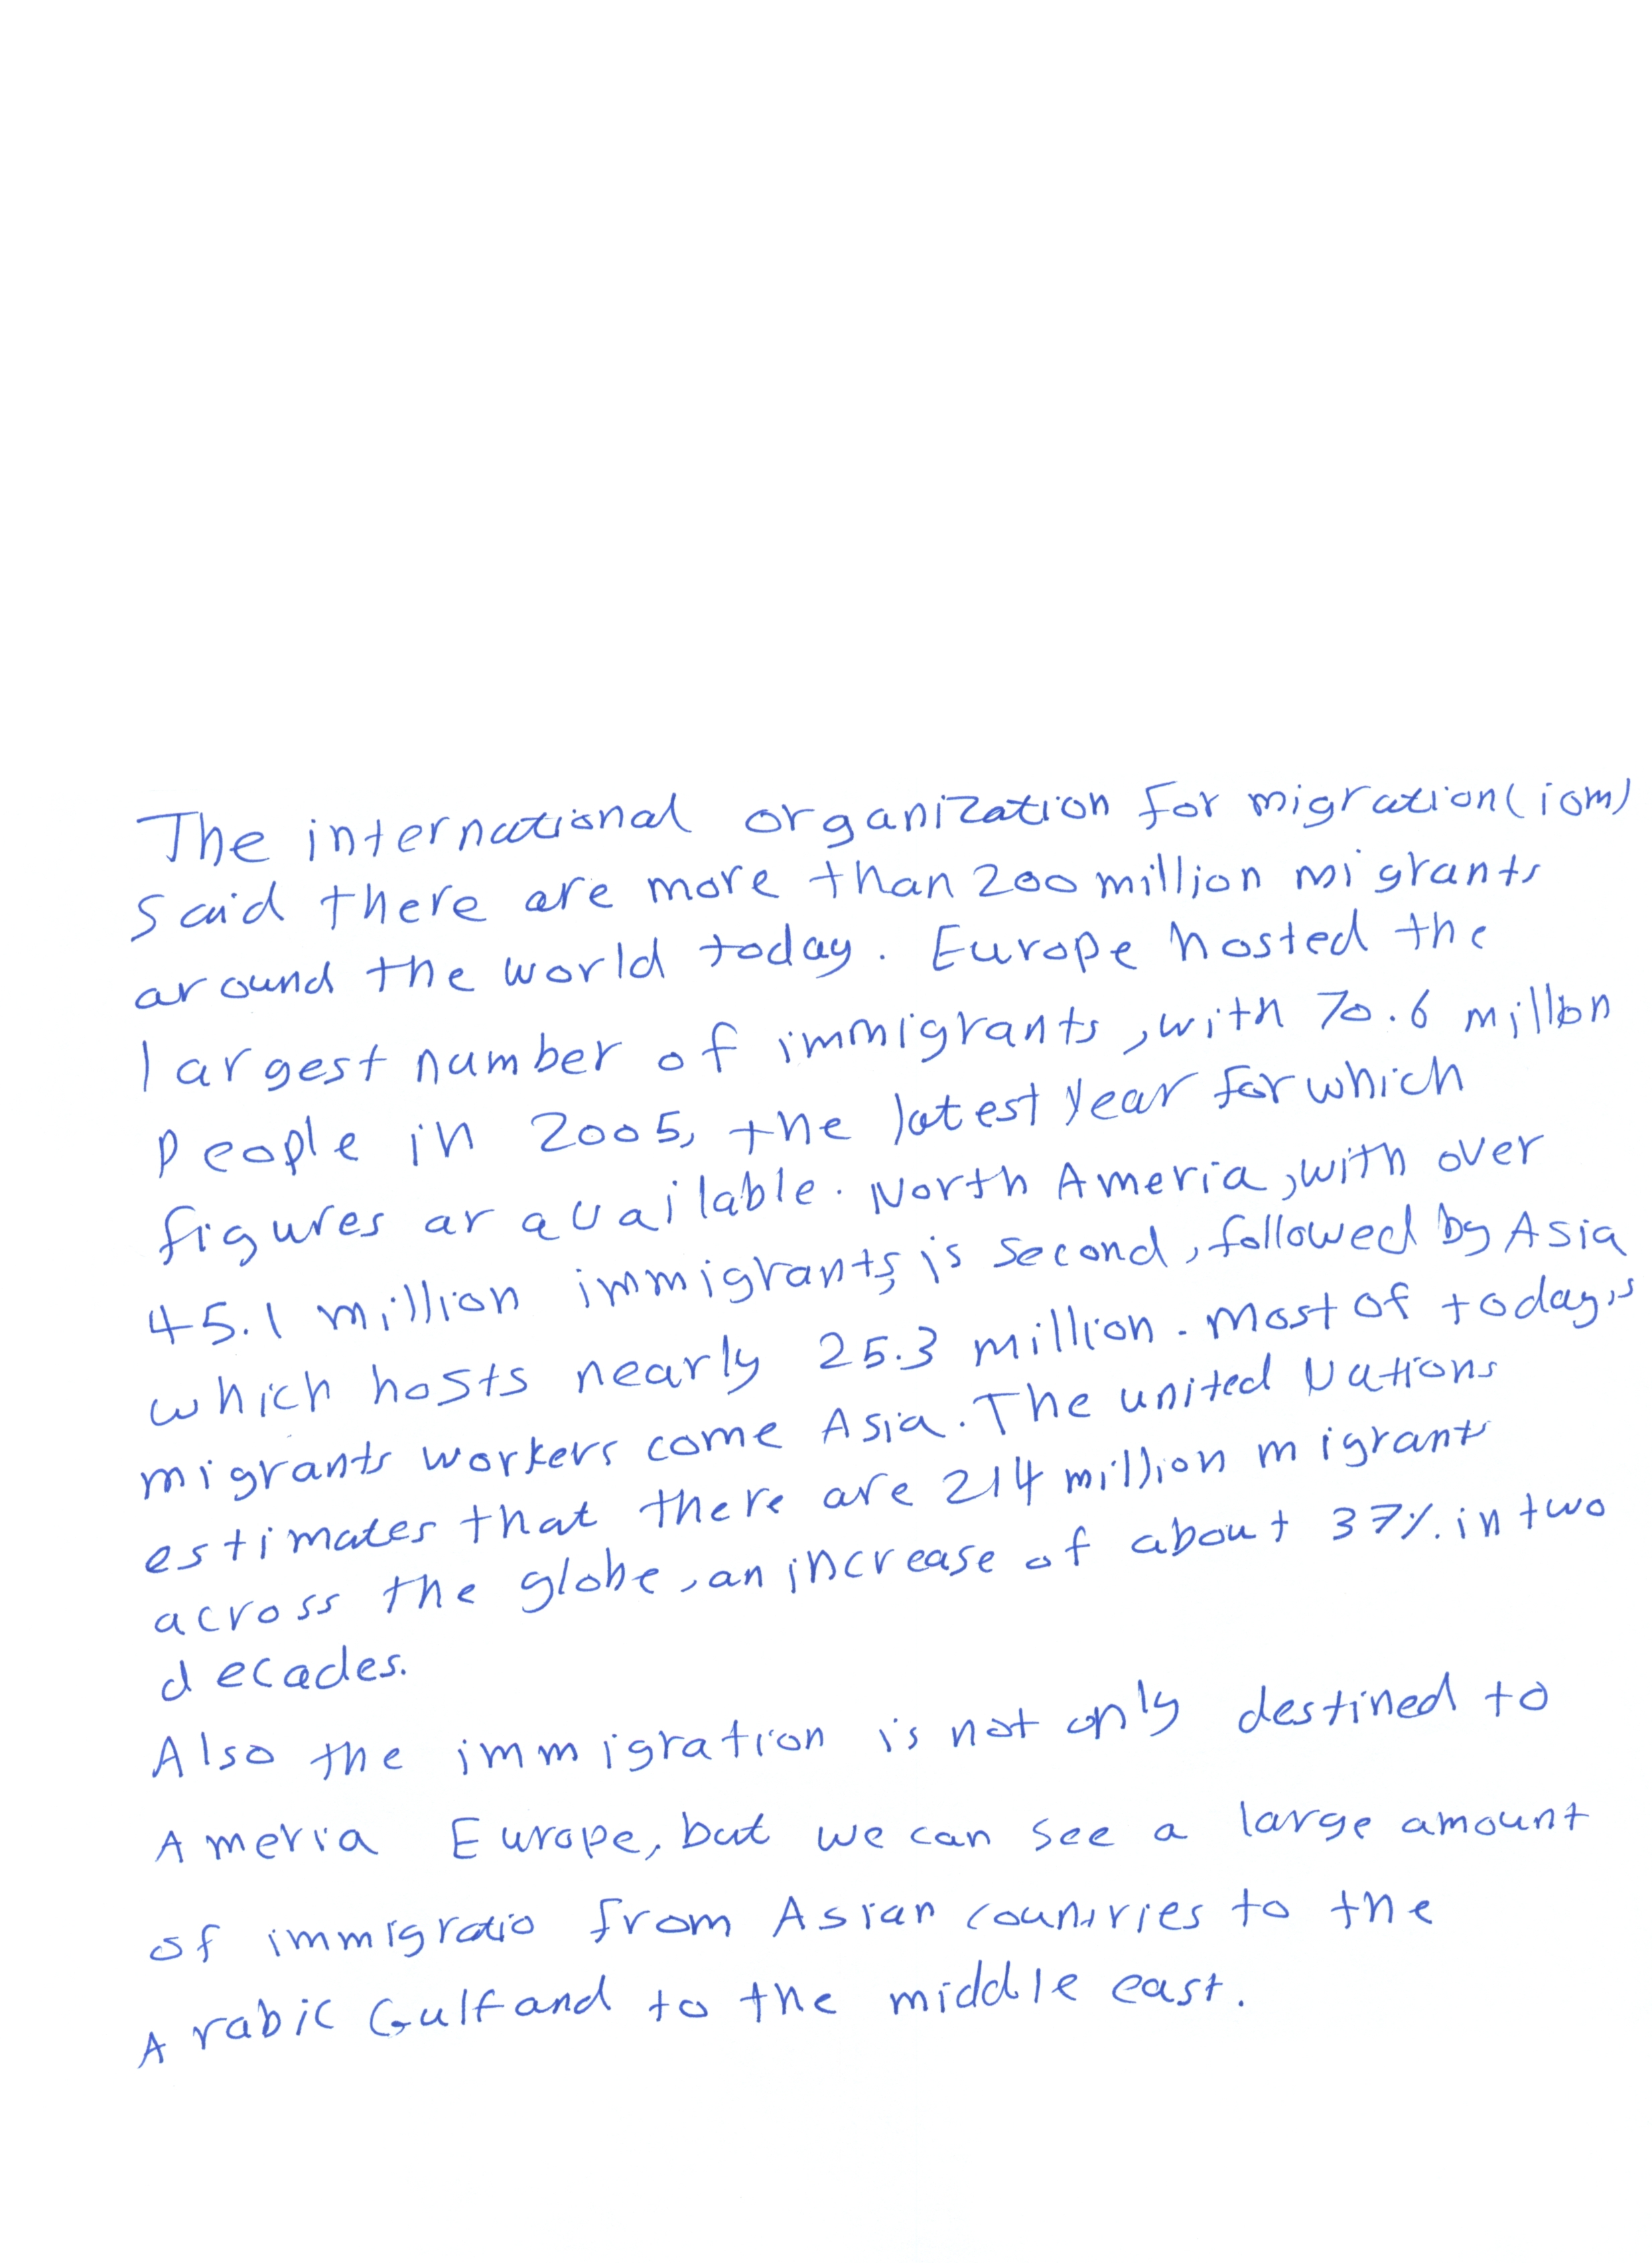 The international organization for migration (iom)
said there are more than 200 million migrants
around the world today. Europe hosted the
largest number of immigrants, with 70.6 millon
people in 2005, the latest year for which
figures ar available. North Ameria, with over
45.1 million immigrants, is second, followed by Asia
which hosts nearly 25.3 million. most of today,s
migrants workers come Asia. The united Nations
estimates that there are 214 million migrants
across the globe, an increase of about 37% in two
decades.
Also the immigration is not only destined to
Ameria Europe, but we can see a large amount
of immigratio from Asian countries to the
Arabic Gulf and to the middle east.